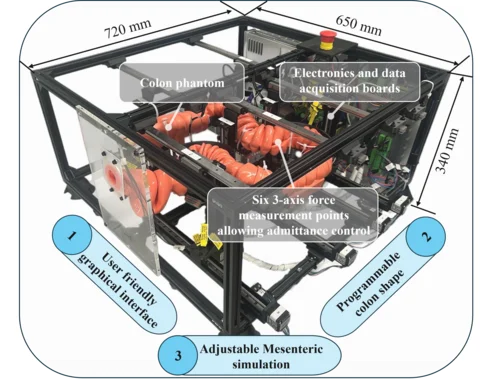 720 mm
650 mm
340 mm
Colon phantom
Electronics and data
acquisition boards
Six 3-axis force
measurement points
allowing admittance control
1
User friendly
graphical interface
2
Programmable
colon shape
3
Adjustable Mesenteric
simulation